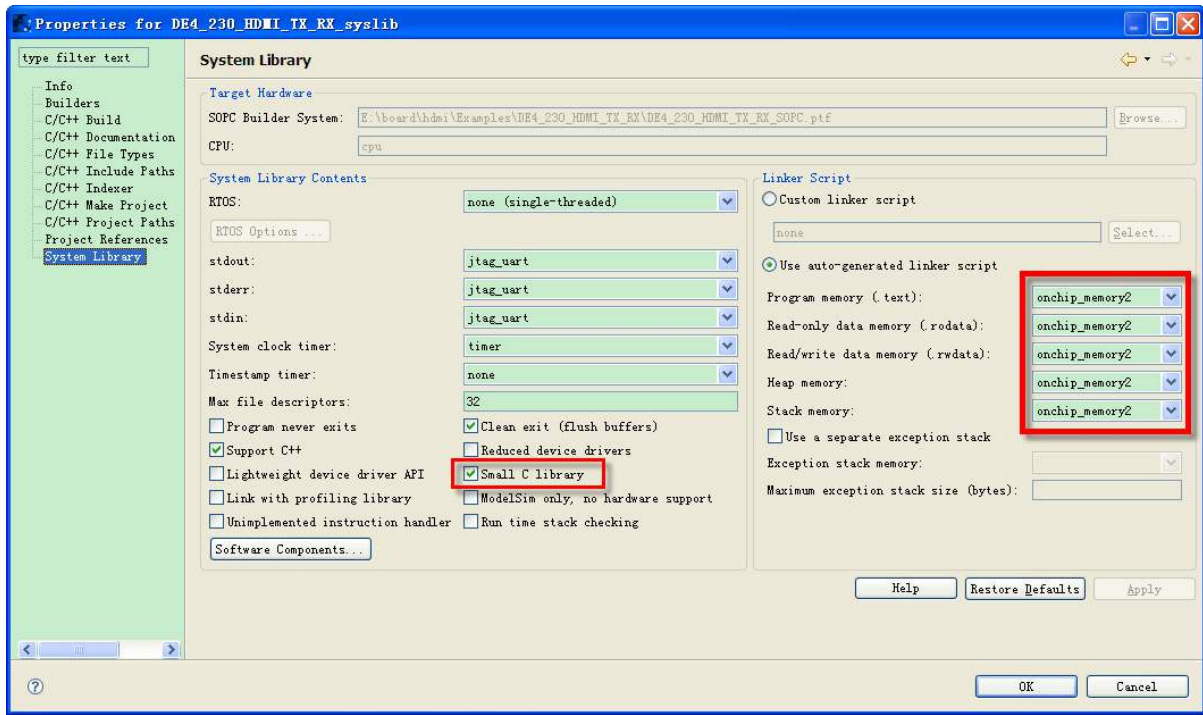 Properties for DE4_230_HDMI_TX_RX_syslib
type filter text
Info
Builders
C/C++ Build
C/C++ Documentation
C/C++ File Types
C/C++ Include Paths
C/C++ Indexer
C/C++ Make Project
C/C++ Project Paths
Project References
System Library
System Library
Target Hardware
SOPC Builder System: E:\board\hdmi\Examples\DE4_230_HDMI_TX_RX\DE4_230_HDMI_TX_RX_SOPC.ptf Browse...
CPU: cpu
System Library Contents
RTOS: none (single-threaded)
RTOS Options ...
stdout: jtag_uart
stderr: jtag_uart
stdin: jtag_uart
System clock timer: timer
Timestamp timer: none
Max file descriptors: 32
Program never exits Clean exit (flush buffers)
Support C++ Reduced device drivers
Lightweight device driver API Small C library
Link with profiling library ModelSim only, no hardware support
Unimplemented instruction handler Run time stack checking
Software Components...
Linker Script
Custom linker script
none Select...
Use auto-generated linker script
Program memory (.text): onchip_memory2
Read-only data memory (.rodata): onchip_memory2
Read/write data memory (.rwdata): onchip_memory2
Heap memory: onchip_memory2
Stack memory: onchip_memory2
Use a separate exception stack
Exception stack memory:
Maximum exception stack size (bytes):
Help Restore Defaults Apply
OK Cancel